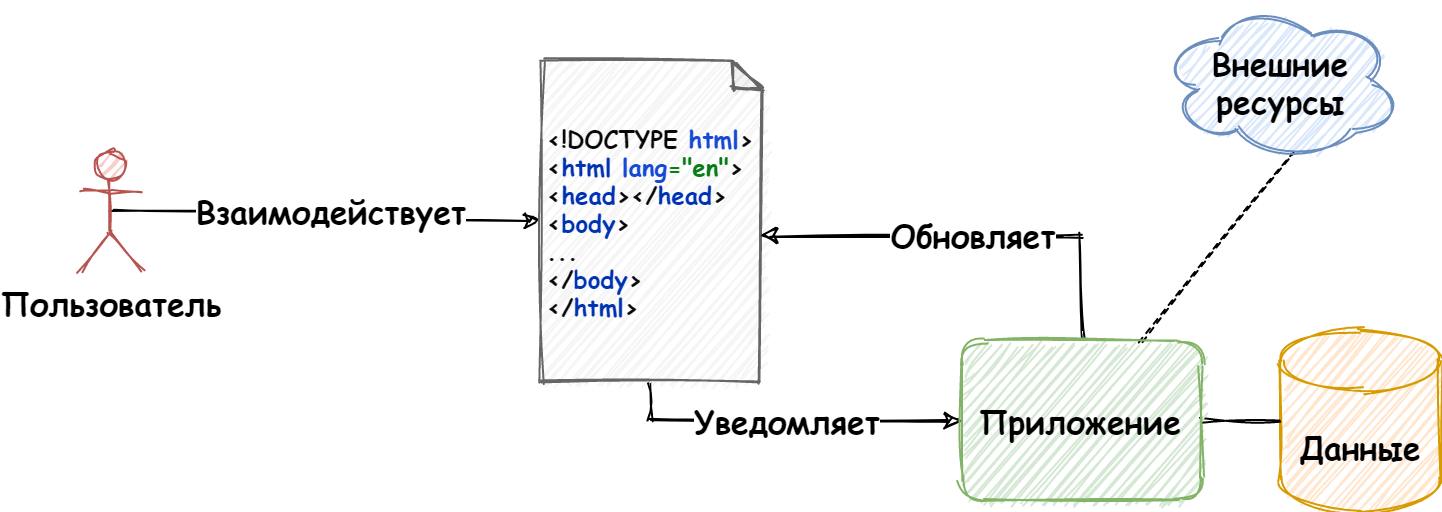 Внешние
ресурсы
<!DOCTYPE html>
<html lang="en">
<head></head>
<body>
...
</body>
</html>
Взаимодействует
Пользователь
Обновляет
Уведомляет
Приложение
Данные